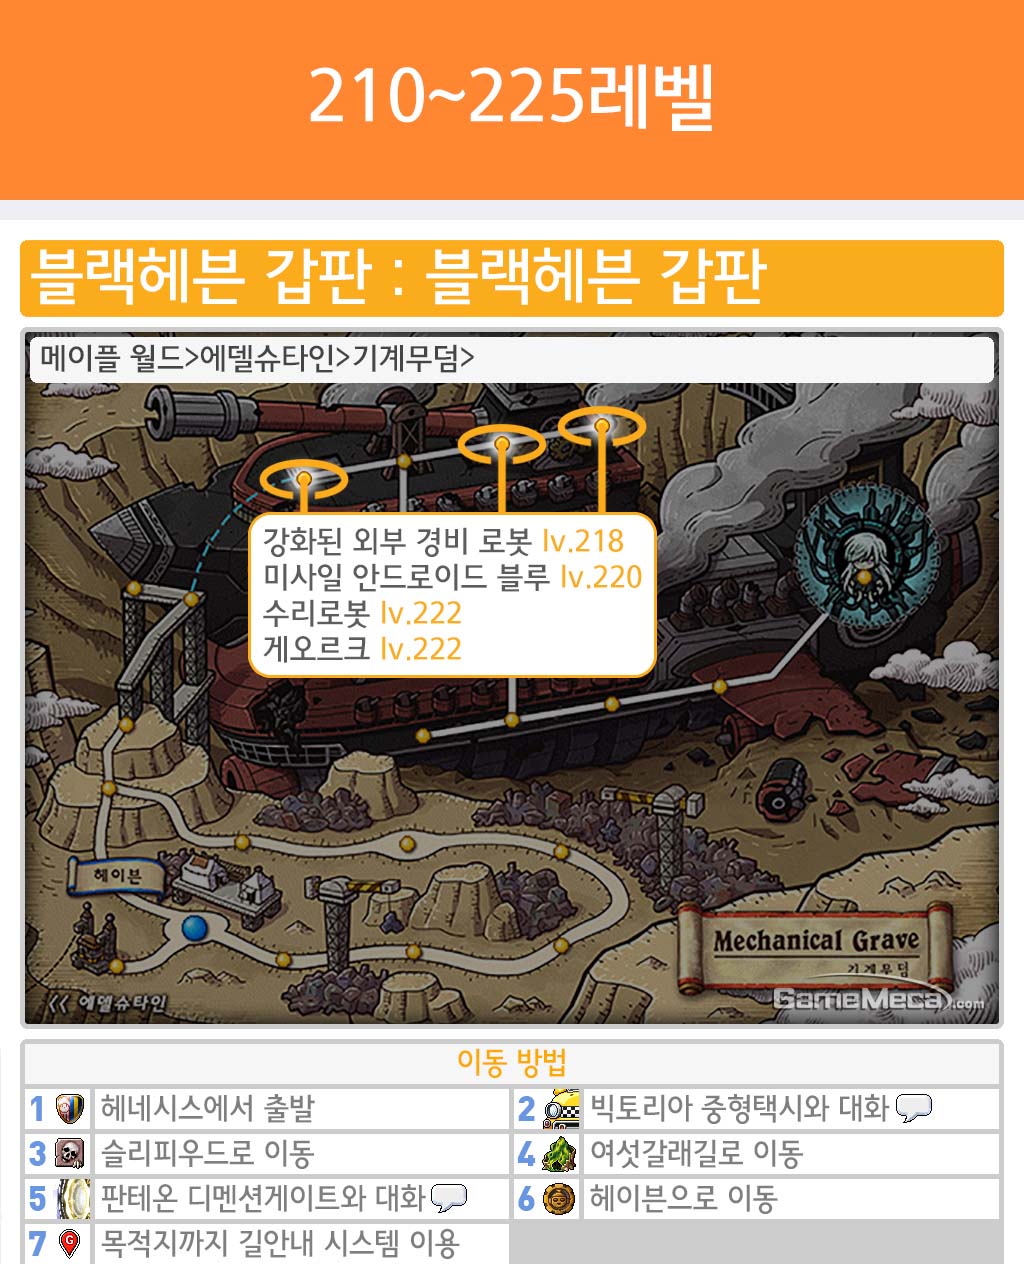 210~225레벨
블랙헤븐 갑판 : 블랙헤븐 갑판
메이플 월드>에델슈타인>기계무덤>
강화된 외부 경비 로봇 lv.218
미사일 안드로이드 블루 lv.220
수리로봇 lv.222
게오르크 lv.222
헤이븐
Mechanical Grave
기계무덤
<< 에델슈타인
GameMeca.com
이동 방법
1 헤네시스에서 출발
2 빅토리아 중형택시와 대화
3 슬리피우드로 이동
4 여섯갈래길로 이동
5 판테온 디멘션게이트와 대화
6 헤이븐으로 이동
7 G 목적지까지 길안내 시스템 이용